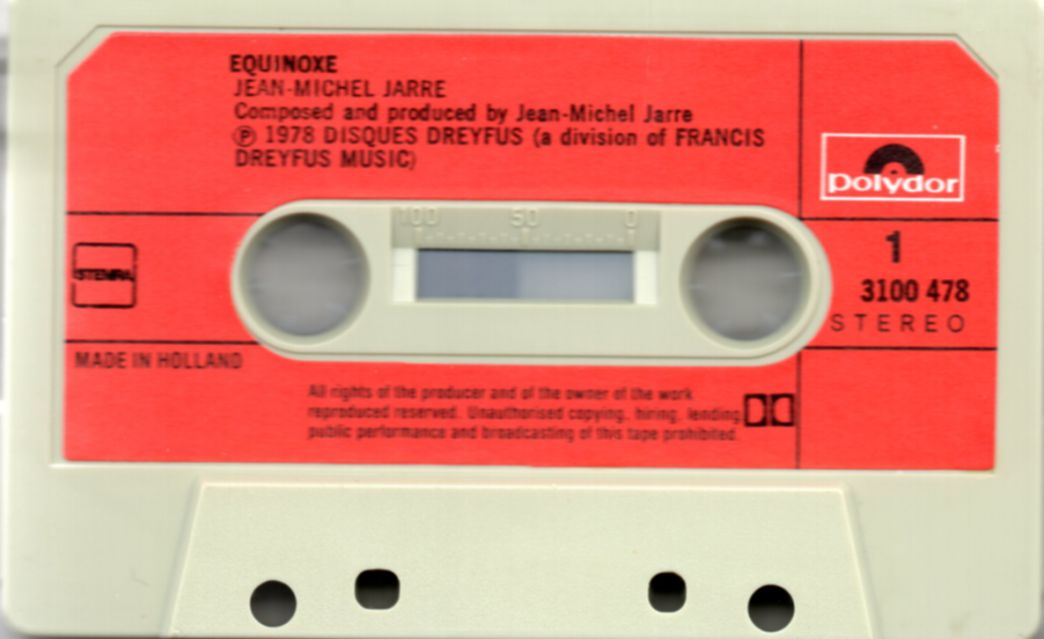 EQUINOXE
JEAN-MICHEL JARRE
Composed and produced by Jean-Michel Jarre
Ⓟ 1978 DISQUES DREYFUS (a division of FRANCIS
DREYFUS MUSIC)
polydor
100 50 0
1
3100 478
STEREO
STEMRA
MADE IN HOLLAND
All rights of the producer and of the owner of the work
reproduced reserved. Unauthorised copying, hiring, lending
public performance and broadcasting of this tape prohibited.